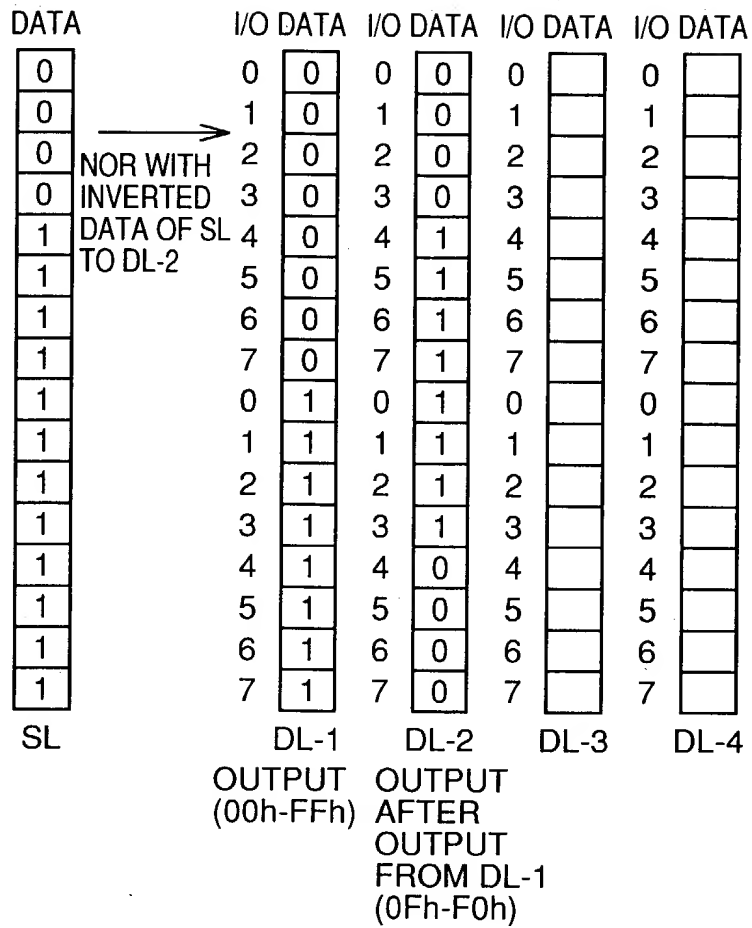 DATA I/O DATA I/O DATA I/O DATA I/O DATA
0 0 0 0 0 0 0
0 1 0 1 0 1 1
0 2 0 2 0 2 2
0 3 0 3 0 3 3
1 4 0 4 1 4 4
1 5 0 5 1 5 5
1 6 0 6 1 6 6
1 7 0 7 1 7 7
1 0 1 0 1 0 0
1 1 1 1 1 1 1
1 2 1 2 1 2 2
1 3 1 3 1 3 3
1 4 1 4 0 4 4
1 5 1 5 0 5 5
1 6 1 6 0 6 6
1 7 1 7 0 7 7
NOR WITH
INVERTED
DATA OF SL
TO DL-2
SL DL-1 DL-2 DL-3 DL-4
OUTPUT
(00h-FFh)
OUTPUT
AFTER
OUTPUT
FROM DL-1
(0Fh-F0h)